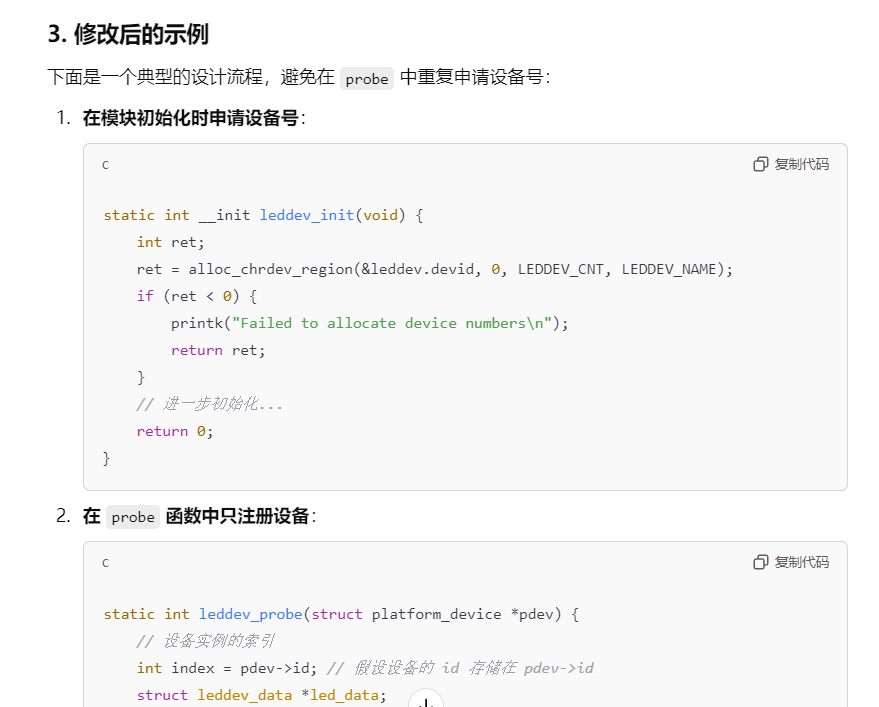 3. 修改后的示例
下面是一个典型的设计流程，避免在 probe 中重复申请设备号：
1. 在模块初始化时申请设备号：
c
复制代码
static int __init leddev_init(void) {
    int ret;
    ret = alloc_chrdev_region(&leddev.devid, 0, LEDDEV_CNT, LEDDEV_NAME);
    if (ret < 0) {
        printk("Failed to allocate device numbers\n");
        return ret;
    }
    // 进一步初始化...
    return 0;
}
2. 在 probe 函数中只注册设备：
c
复制代码
static int leddev_probe(struct platform_device *pdev) {
    // 设备实例的索引
    int index = pdev->id; // 假设设备的 id 存储在 pdev->id
    struct leddev_data *led_data;